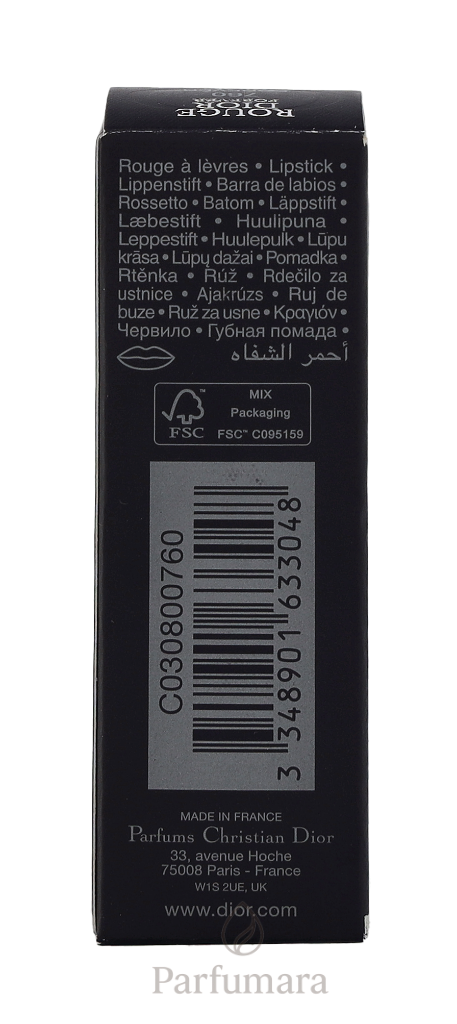 760
ROUGE
DIOR
FOREVER
Rouge à lèvres • Lipstick •
Lippenstift • Barra de labios •
Rossetto • Batom • Läppstift •
Læbestift • Huulipuna •
Leppestift • Huulepulk • Lūpu
krāsa • Lūpų dažai • Pomadka •
Rtěnka • Rúž • Rdečilo za
ustnice • Ajakrúzs • Ruj de
buze • Ruž za usne • Κραγιόν •
Червило • Губная помада •
أحمر الشفاه
FSC™
MIX
Packaging
FSC™ C095159
C030800760
3 348901 633048
MADE IN FRANCE
Parfums Christian Dior
33, avenue Hoche
75008 Paris - France
W1S 2UE, UK
www.dior.com
Parfumara